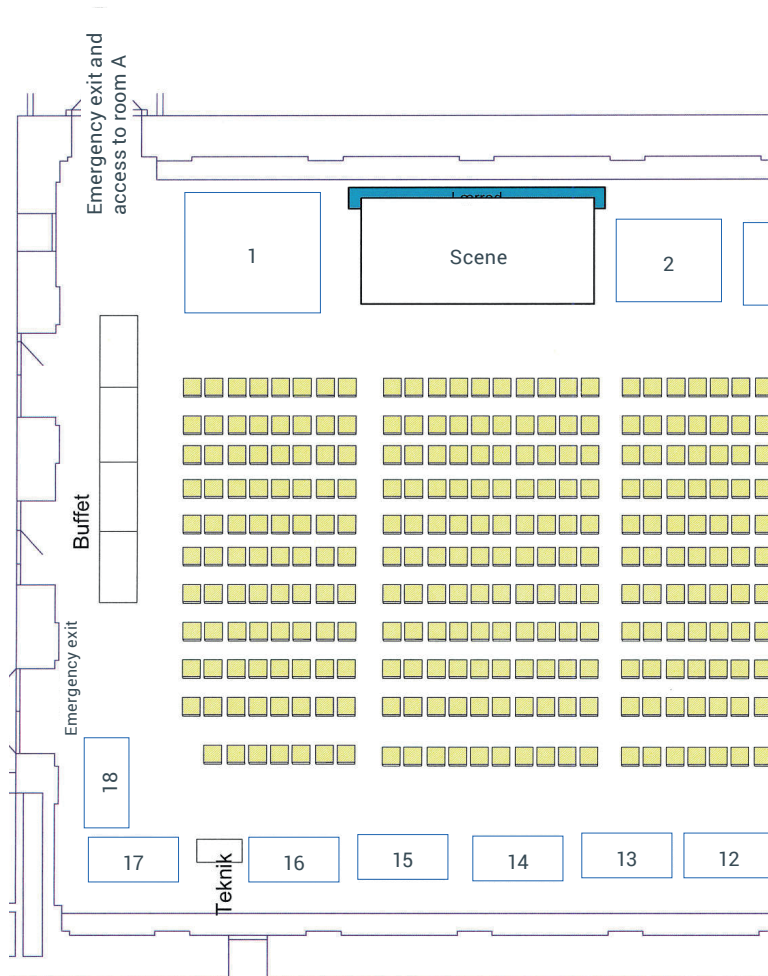 Emergency exit and
access to room A
1
Scene
2
Buffet
Emergency exit
18
17
Teknik
16
15
14
13
12